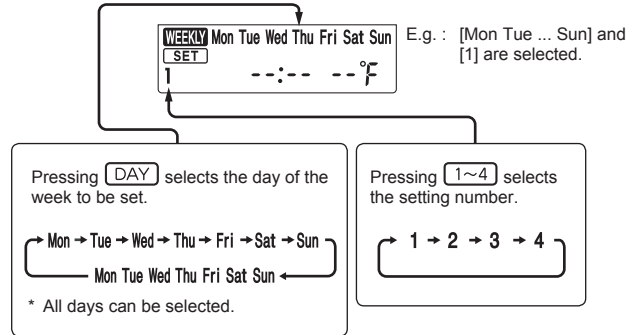 WEEKLY Mon Tue Wed Thu Fri Sat Sun
SET
1 --:-- --°F
E.g. : [Mon Tue ... Sun] and
[1] are selected.
Pressing DAY selects the day of the
week to be set.
Mon → Tue → Wed → Thu → Fri → Sat → Sun
Mon Tue Wed Thu Fri Sat Sun
* All days can be selected.
Pressing 1~4 selects
the setting number.
1 → 2 → 3 → 4